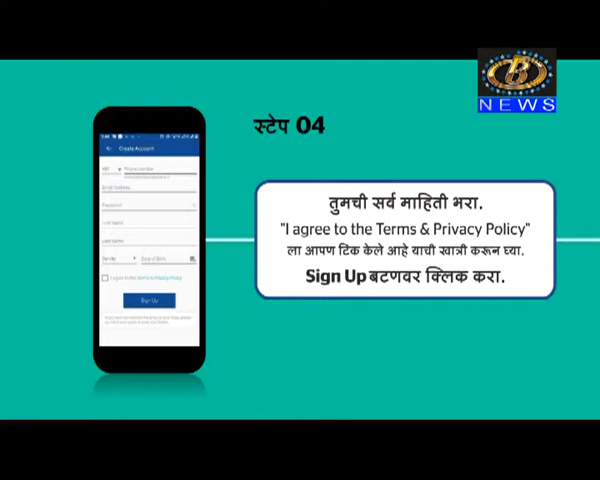 B
NEWS
स्टेप 04
Create Account
Phone number
Email Address
Password
Last Name
Gender
Date of Birth
I agree to the Terms & Privacy Policy
Sign Up
तुमची सर्व माहिती भरा.
"I agree to the Terms & Privacy Policy"
ला आपण टिक केले आहे याची खात्री करून घ्या.
Sign Up बटणवर क्लिक करा.